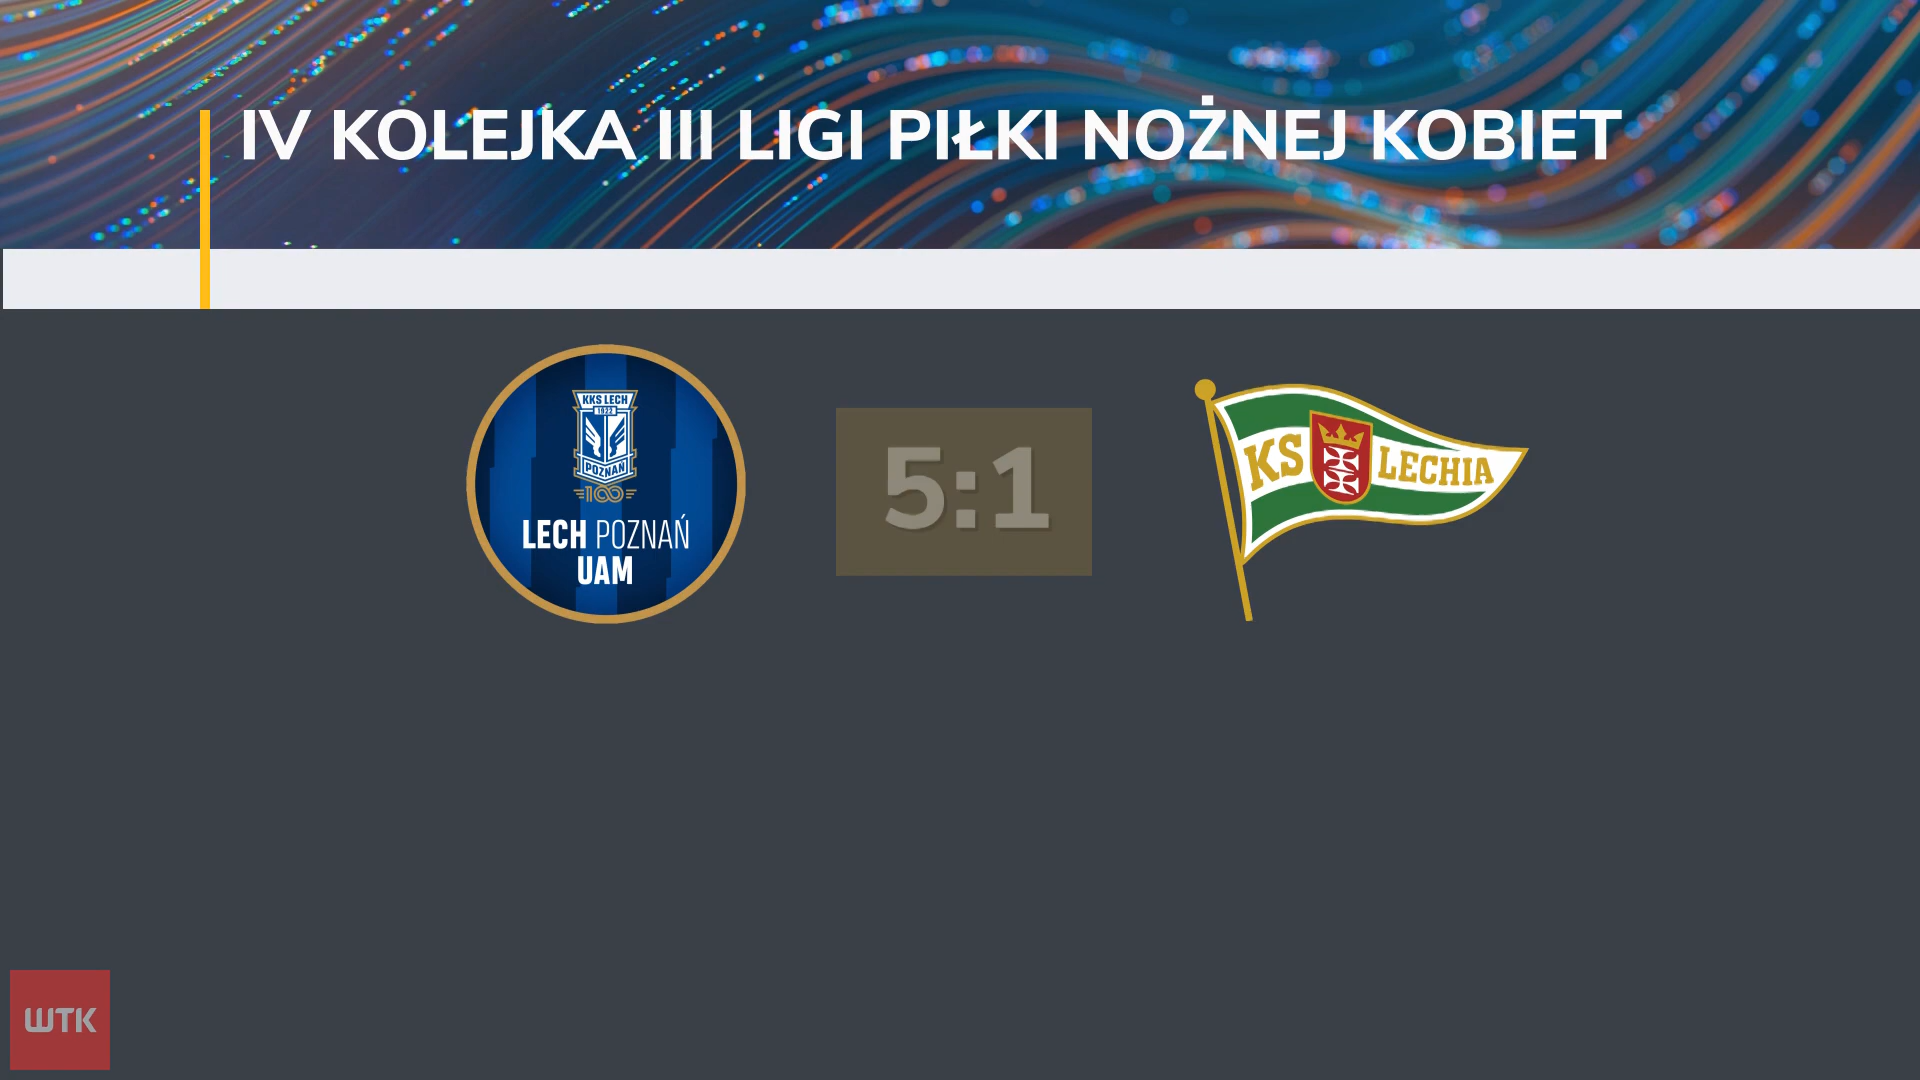 IV KOLEJKA III LIGI PIŁKI NOŻNEJ KOBIET
KKS LECH
1922
POZNAŃ
100
LECH POZNAŃ
UAM
5:1
KS LECHIA
WTK